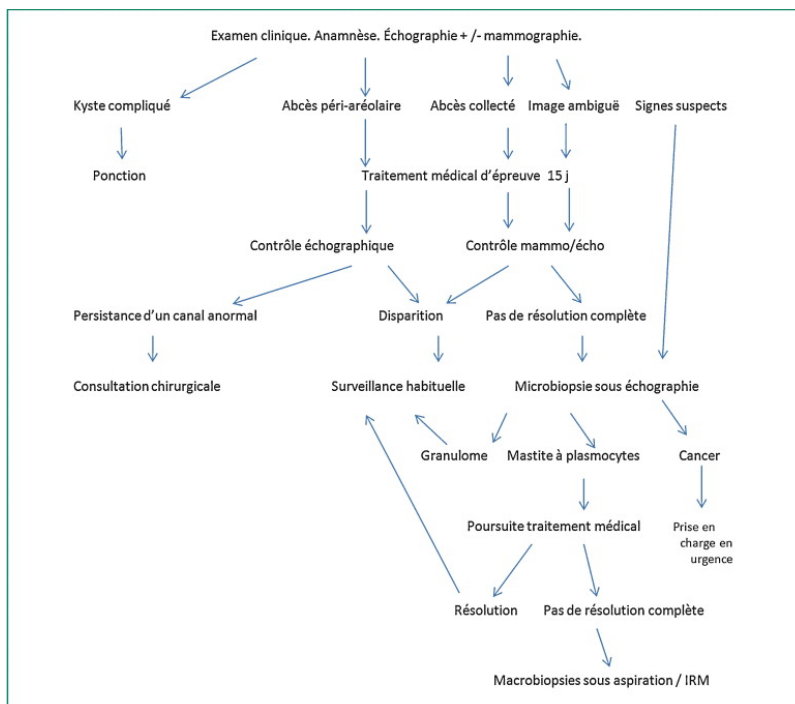 Examen clinique. Anamnèse. Échographie + /- mammographie.
Kyste compliqué
Abcès péri-aréolaire
Abcès collecté
Image ambiguë
Signes suspects
Ponction
Traitement médical d’épreuve 15 j
Contrôle échographique
Contrôle mammo/écho
Persistance d’un canal anormal
Disparition
Pas de résolution complète
Consultation chirurgicale
Surveillance habituelle
Microbiopsie sous échographie
Granulome
Mastite à plasmocytes
Cancer
Poursuite traitement médical
Prise en
charge en
urgence
Résolution
Pas de résolution complète
Macrobiopsies sous aspiration / IRM